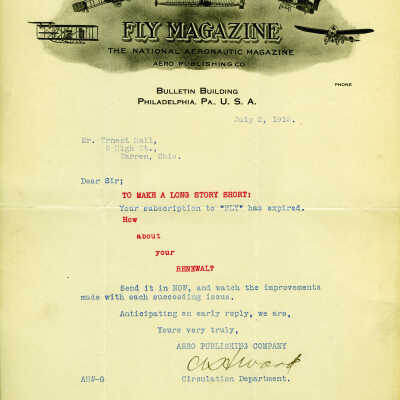 FLY MAGAZINE
THE NATIONAL AERONAUTIC MAGAZINE
AERO PUBLISHING CO.
BULLETIN BUILDING
PHILADELPHIA, PA., U. S. A.
PHONE
July 2, 1910.
Mr. Ernest Hall,
High St.,
Warren, Ohio.
Dear Sir;
TO MAKE A LONG STORY SHORT:
Your subscription to "FLY" has expired.
How
about
your
RENEWAL?
Send it in NOW, and watch the improvements
made with each succeeding issue.
Anticipating an early reply, we are,
Yours very truly,
AERO PUBLISHING COMPANY
Circulation Department.